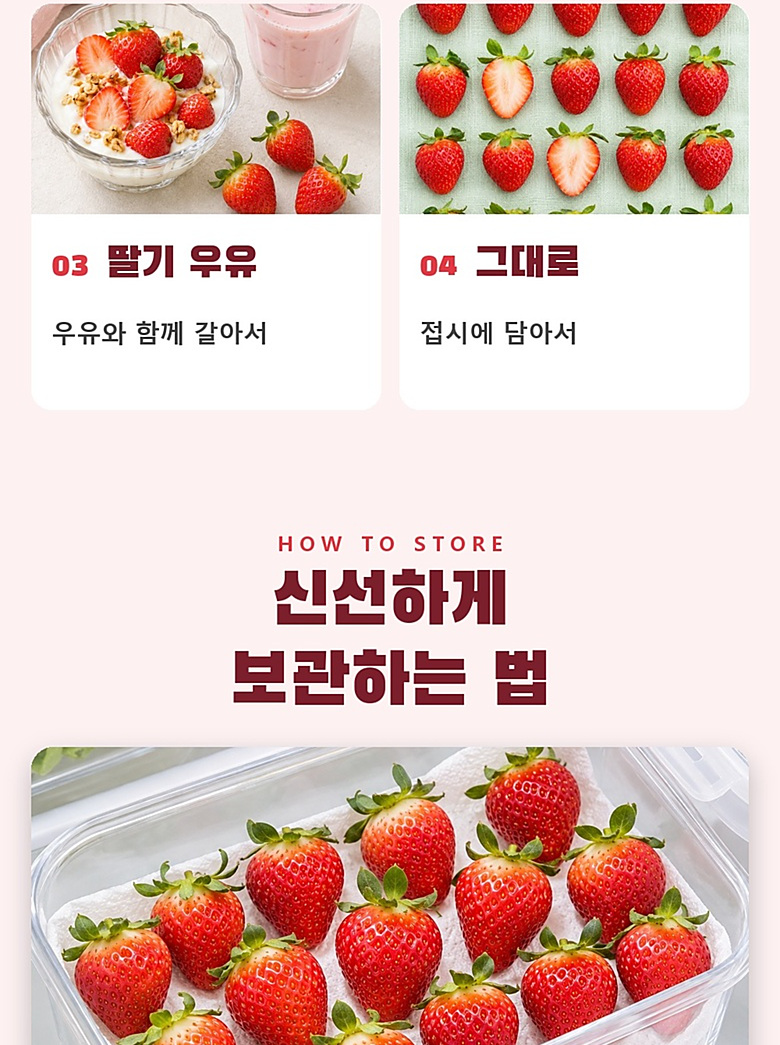 03 딸기 우유
우유와 함께 갈아서
04 그대로
접시에 담아서
HOW TO STORE
신선하게
보관하는 법